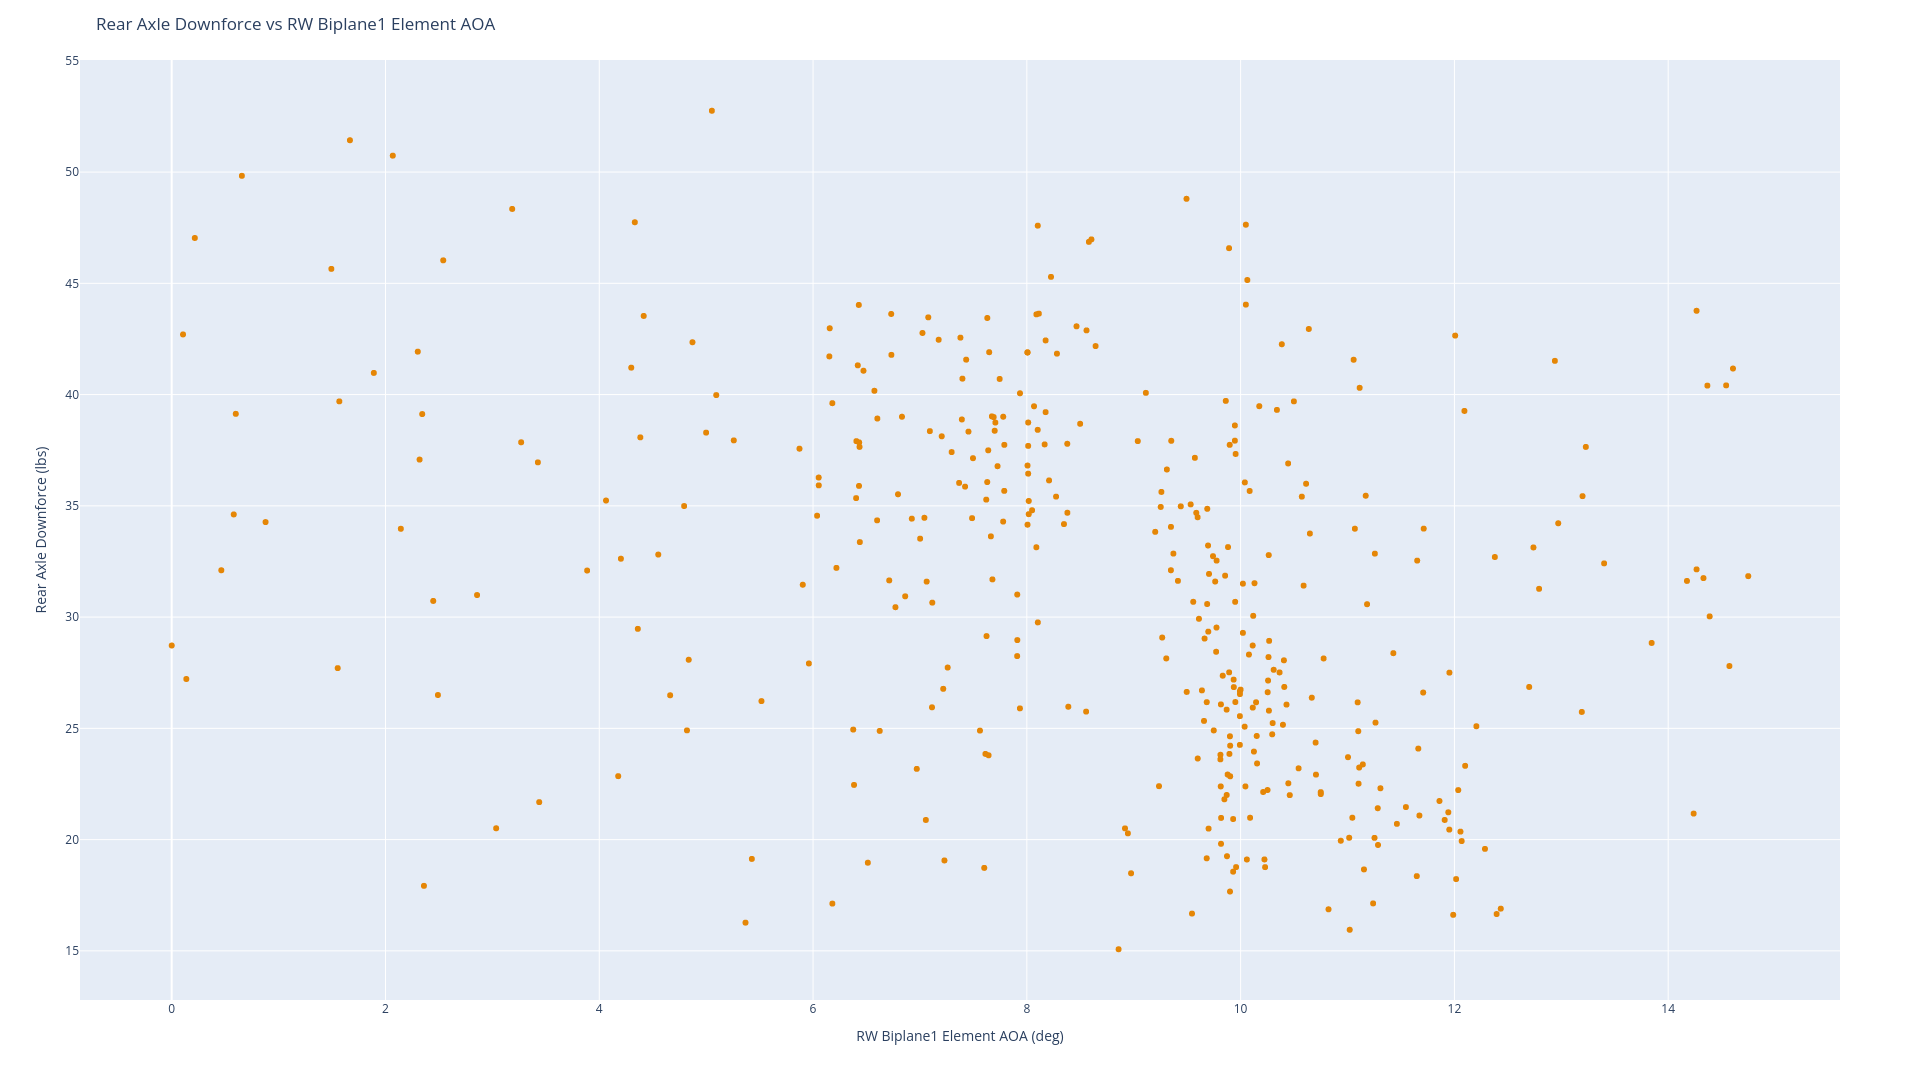 Rear Axle Downforce vs RW Biplane1 Element AOA
55
50
45
40
35
30
25
20
15
Rear Axle Downforce (lbs)
0 2 4 6 8 10 12 14
RW Biplane1 Element AOA (deg)